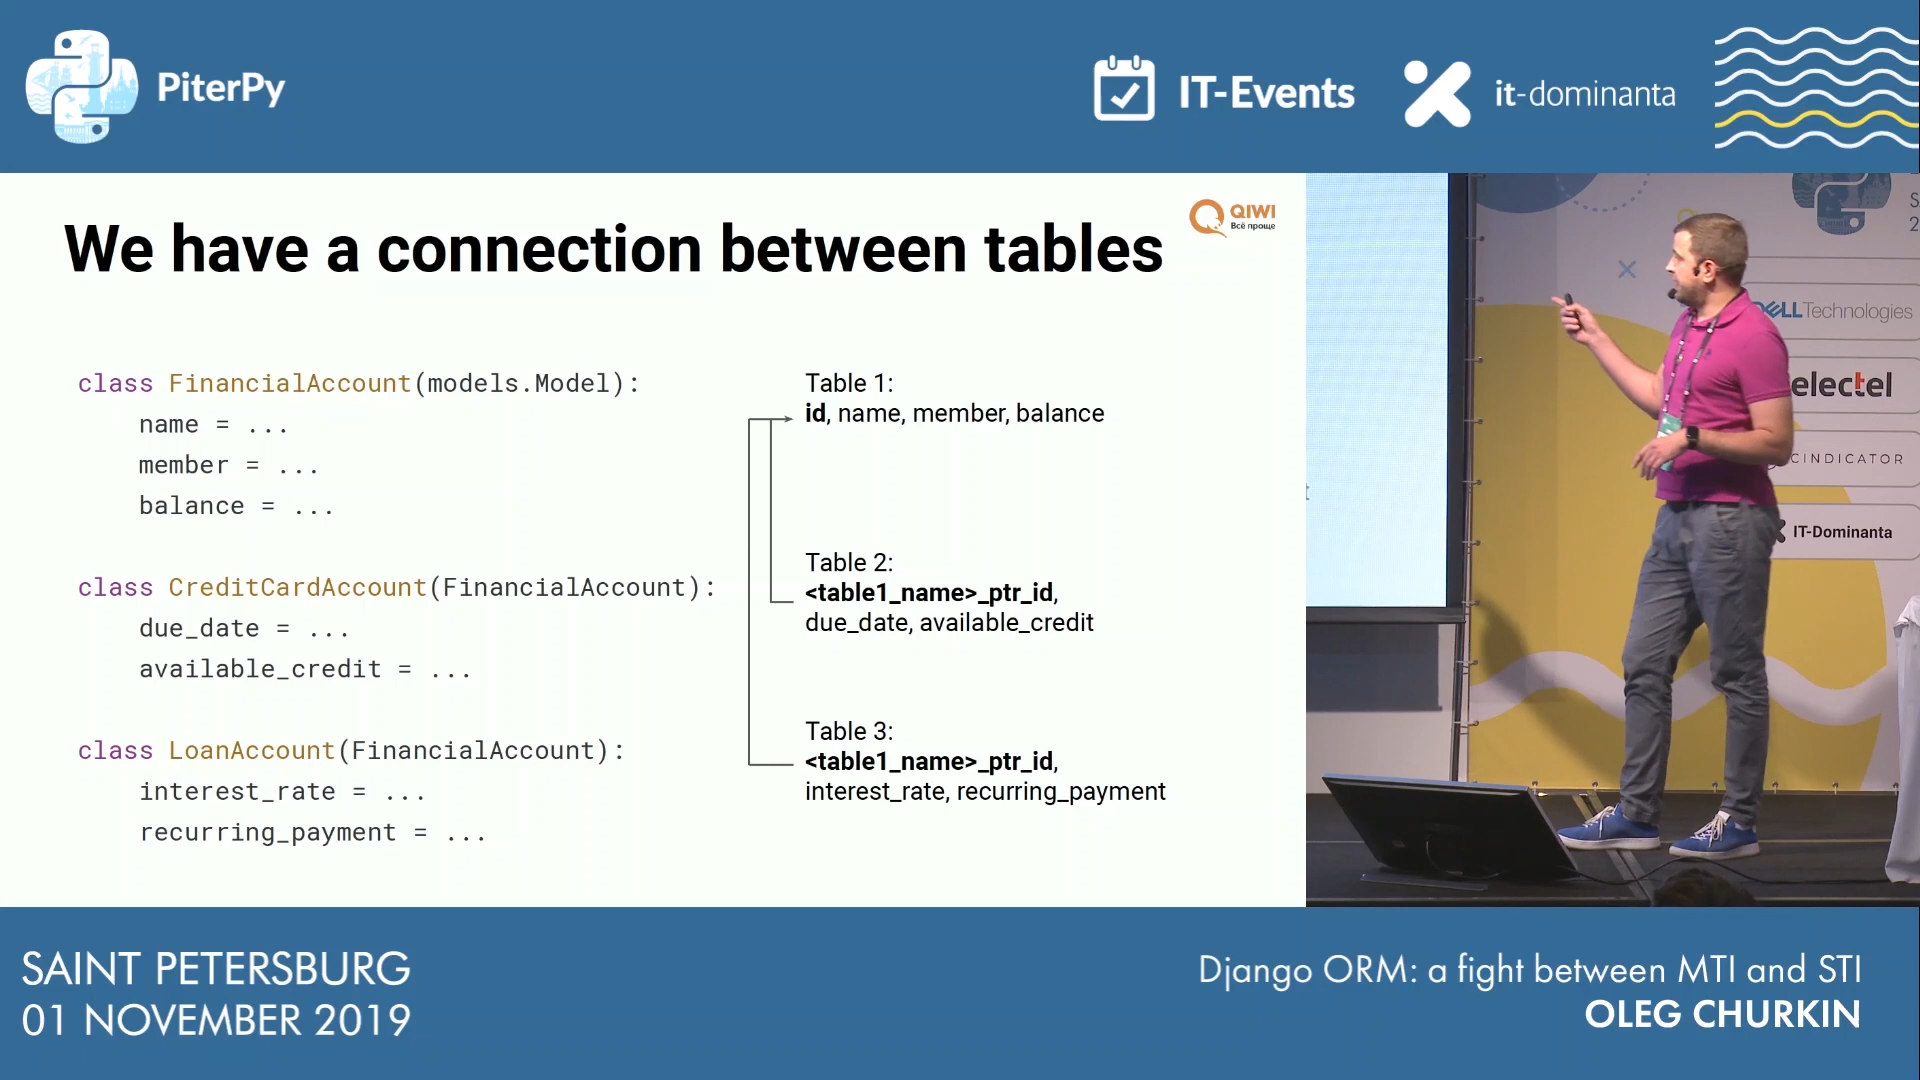 PiterPy
IT-Events
it-dominanta
We have a connection between tables
QIWI
Всё проще
class FinancialAccount(models.Model):
name = ...
member = ...
balance = ...
class CreditCardAccount(FinancialAccount):
due_date = ...
available_credit = ...
class LoanAccount(FinancialAccount):
interest_rate = ...
recurring_payment = ...
Table 1:
id, name, member, balance
Table 2:
<table1_name>_ptr_id,
due_date, available_credit
Table 3:
<table1_name>_ptr_id,
interest_rate, recurring_payment
DELL Technologies
electel
CINDICATOR
IT-Dominanta
SAINT PETERSBURG
01 NOVEMBER 2019
Django ORM: a fight between MTI and STI
OLEG CHURKIN